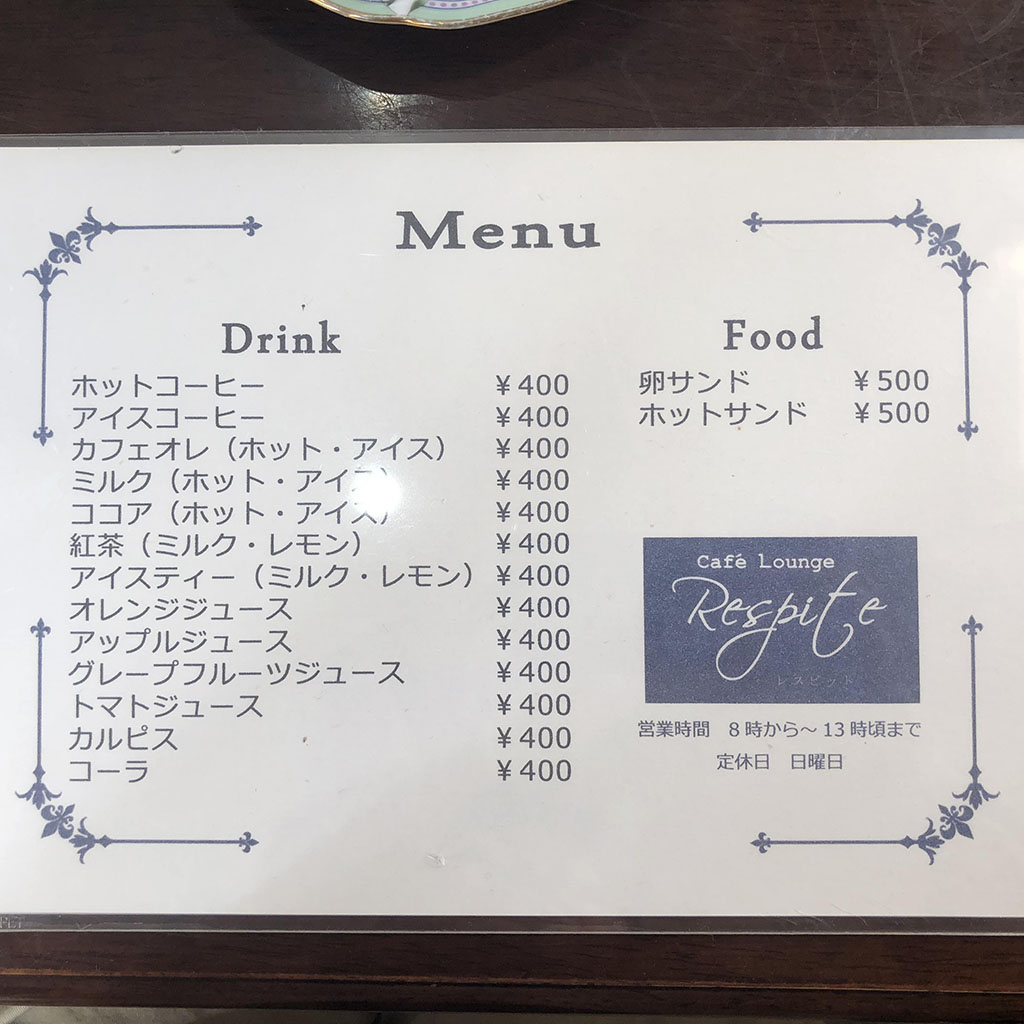 Menu
Drink
ホットコーヒー ¥400
アイスコーヒー ¥400
カフェオレ（ホット・アイス） ¥400
ミルク（ホット・アイス） ¥400
ココア（ホット・アイス） ¥400
紅茶（ミルク・レモン） ¥400
アイスティー（ミルク・レモン） ¥400
オレンジジュース ¥400
アップルジュース ¥400
グレープフルーツジュース ¥400
トマトジュース ¥400
カルピス ¥400
コーラ ¥400
Food
卵サンド ¥500
ホットサンド ¥500
Café Lounge
Respite
レスピット
営業時間　8時から～13時頃まで
定休日　日曜日